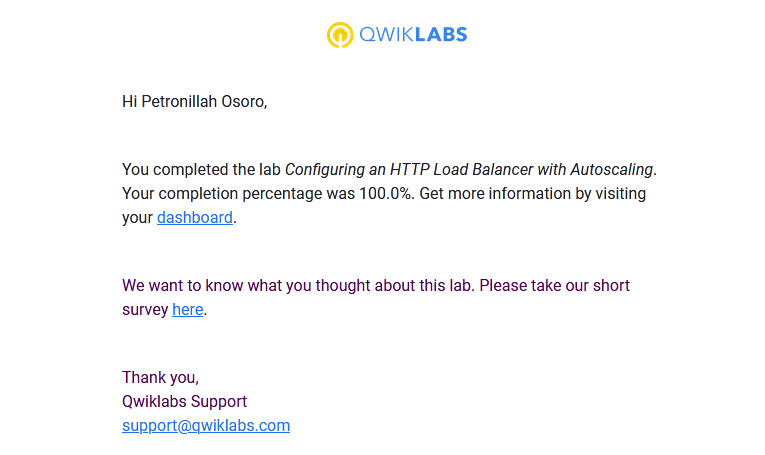 QWIKLABS
Hi Petronillah Osoro,
You completed the lab Configuring an HTTP Load Balancer with Autoscaling.
Your completion percentage was 100.0%. Get more information by visiting
your dashboard.
We want to know what you thought about this lab. Please take our short
survey here.
Thank you,
Qwiklabs Support
support@qwiklabs.com